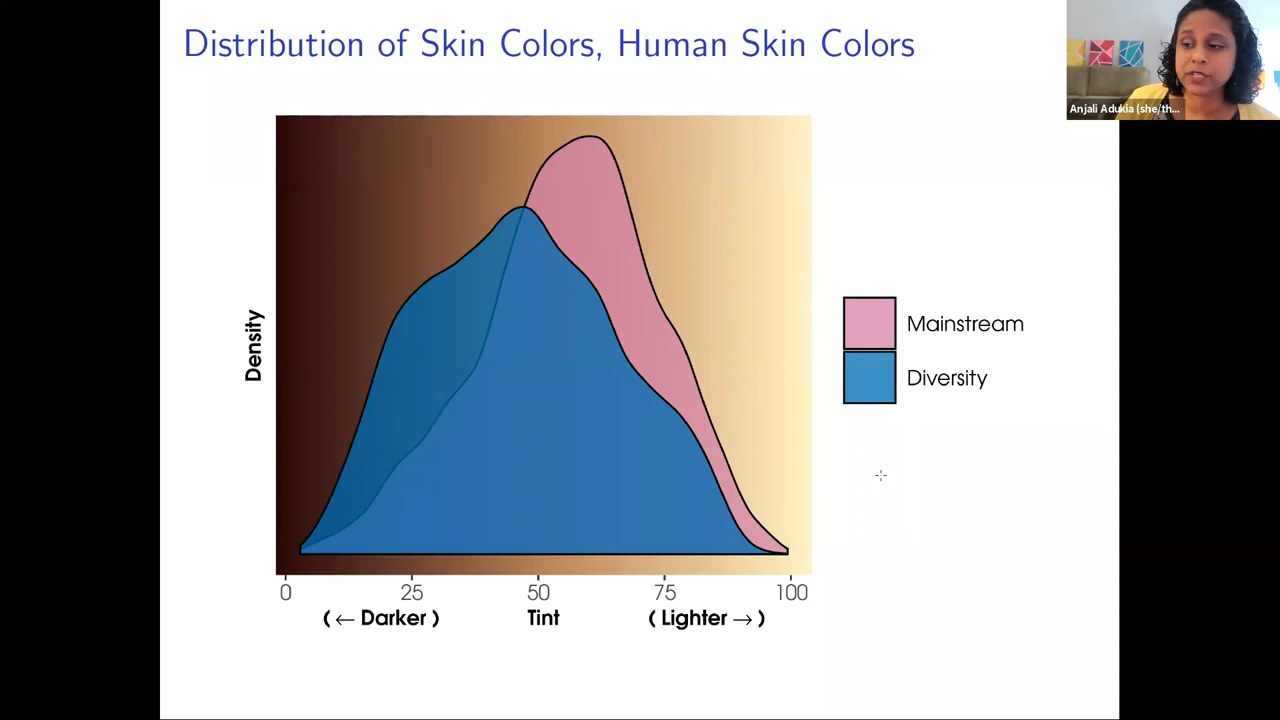 Distribution of Skin Colors, Human Skin Colors
Anjali Adukia (she/th...
Density
Mainstream
Diversity
0 25 50 75 100
( ← Darker ) Tint ( Lighter → )